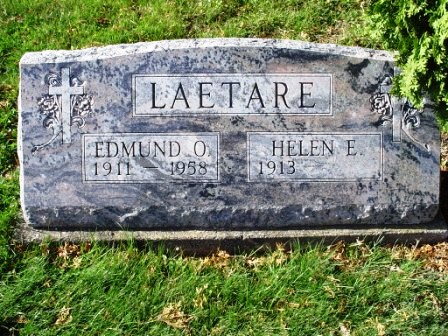 LAETARE
EDMUND O.
1911 — 1958
HELEN E.
1913 —